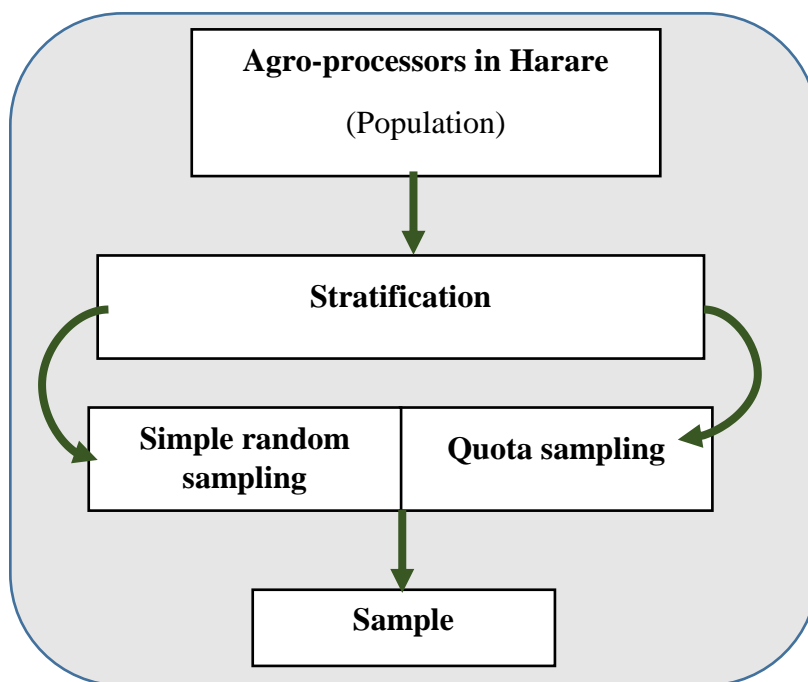 Agro-processors in Harare
(Population)
Stratification
Simple random
sampling
Quota sampling
Sample